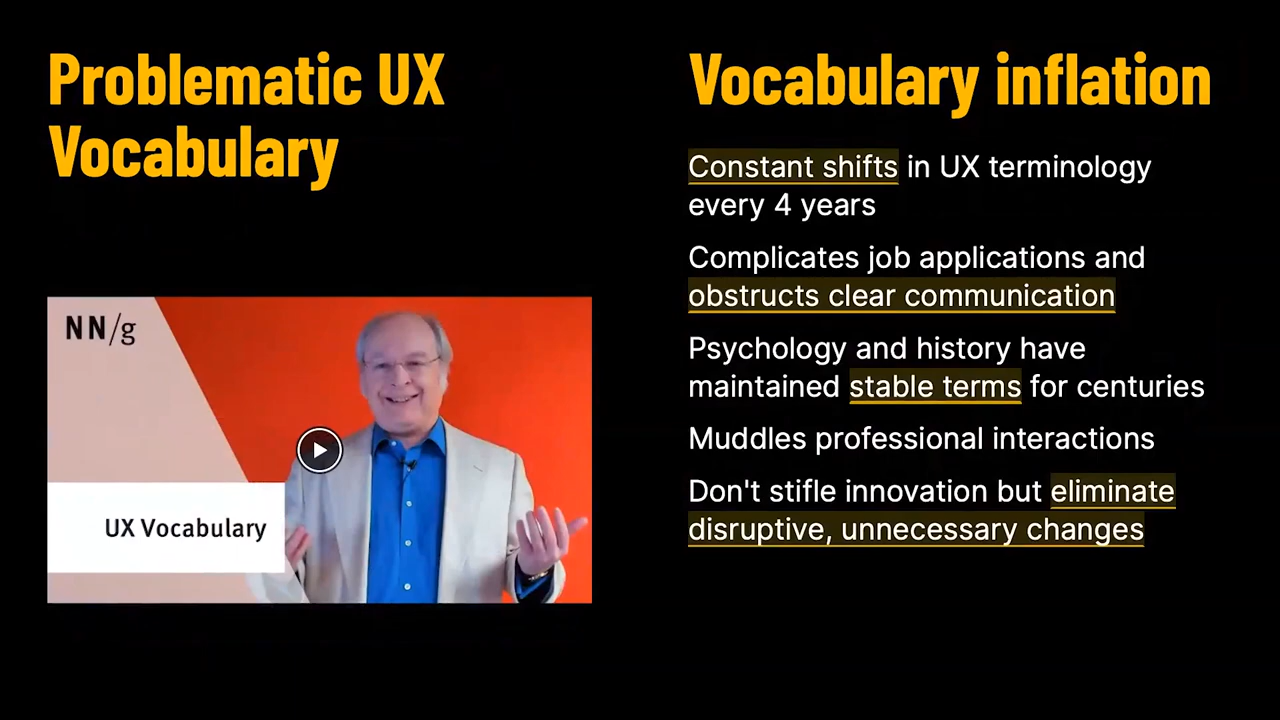 Problematic UX
Vocabulary
NN/g
UX Vocabulary
Vocabulary inflation
Constant shifts in UX terminology
every 4 years
Complicates job applications and
obstructs clear communication
Psychology and history have
maintained stable terms for centuries
Muddles professional interactions
Don't stifle innovation but eliminate
disruptive, unnecessary changes